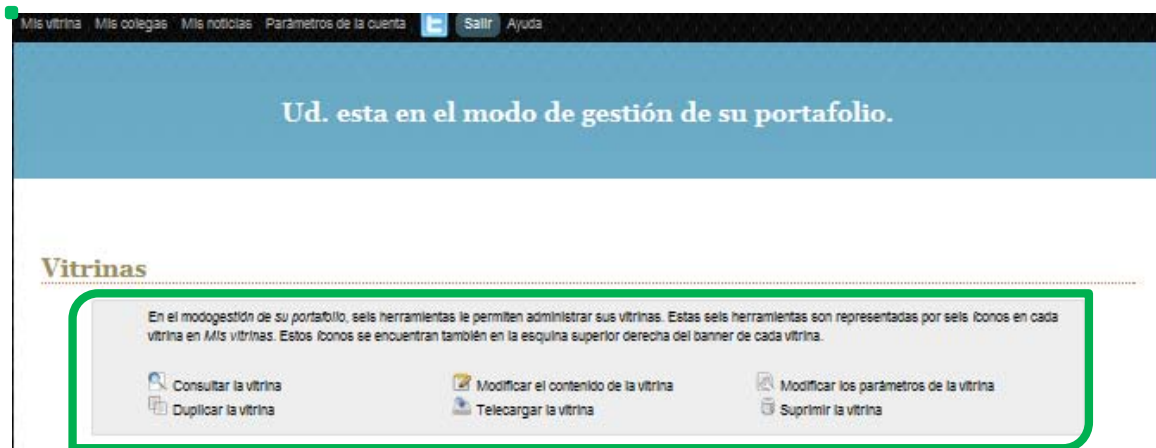 Mis vitrina Mis colegas Mis noticias Parámetros de la cuenta Salir Ayuda
Ud. esta en el modo de gestión de su portafolio.
Vitrinas
En el modogestión de su portafolio, seis herramientas le permiten administrar sus vitrinas. Estas seis herramientas son representadas por seis íconos en cada
vitrina en Mis vitrinas. Estos íconos se encuentran también en la esquina superior derecha del banner de cada vitrina.
Consultar la vitrina Modificar el contenido de la vitrina Modificar los parámetros de la vitrina
Duplicar la vitrina Telecargar la vitrina Suprimir la vitrina